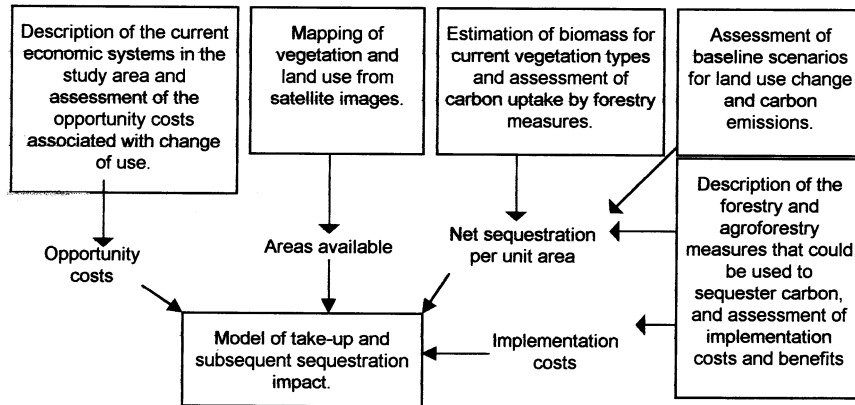 Description of the current
economic systems in the
study area and
assessment of the
opportunity costs
associated with change
of use.
Mapping of
vegetation and
land use from
satellite images.
Estimation of biomass for
current vegetation types
and assessment of
carbon uptake by forestry
measures.
Assessment of
baseline scenarios
for land use change
and carbon
emissions.
Description of the
forestry and
agroforestry
measures that could
be used to
sequester carbon,
and assessment of
implementation
costs and benefits
Opportunity
costs
Areas available
Net sequestration
per unit area
Model of take-up and
subsequent sequestration
impact.
Implementation
costs